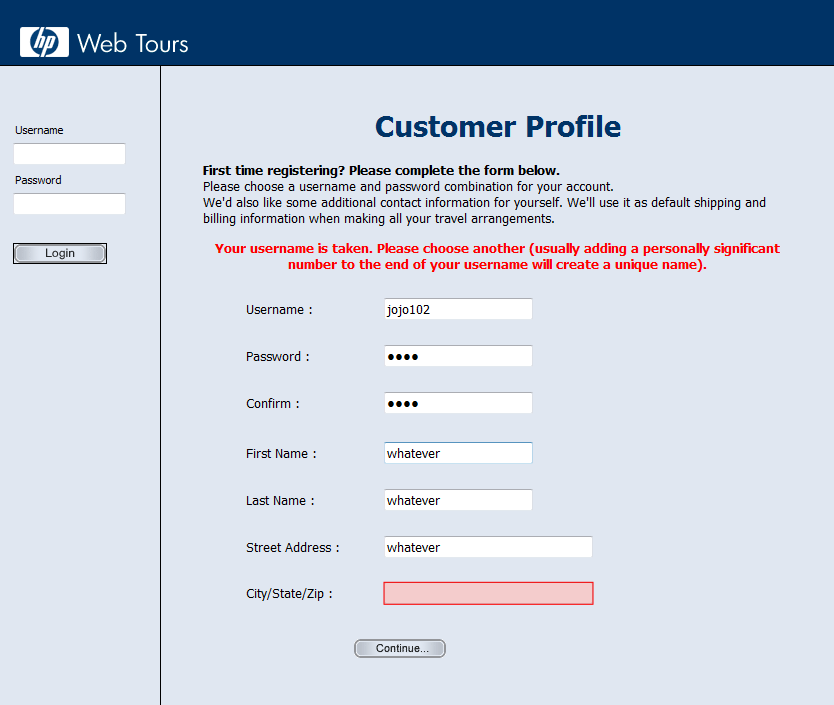 hp Web Tours
Username
Password
Login
Customer Profile
First time registering? Please complete the form below.
Please choose a username and password combination for your account.
We'd also like some additional contact information for yourself. We'll use it as default shipping and
billing information when making all your travel arrangements.
Your username is taken. Please choose another (usually adding a personally significant
number to the end of your username will create a unique name).
Username : jojo102
Password : ●●●●
Confirm : ●●●●
First Name : whatever
Last Name : whatever
Street Address : whatever
City/State/Zip :
Continue...